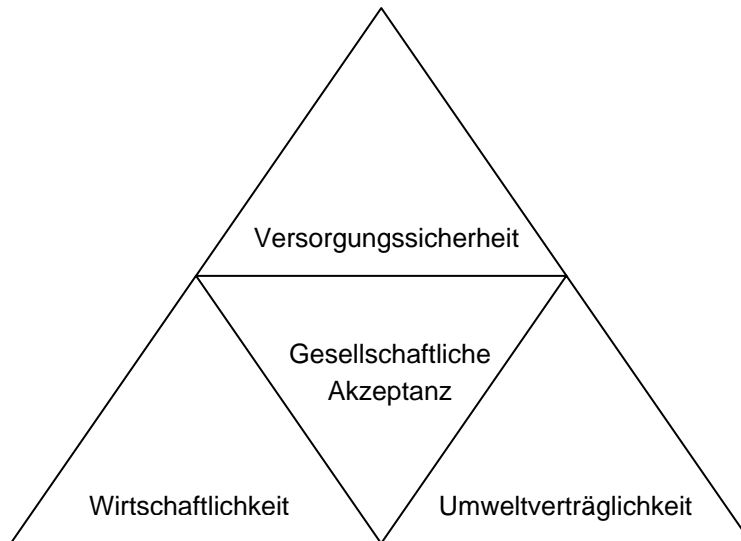 Versorgungssicherheit
Gesellschaftliche
Akzeptanz
Wirtschaftlichkeit
Umweltverträglichkeit